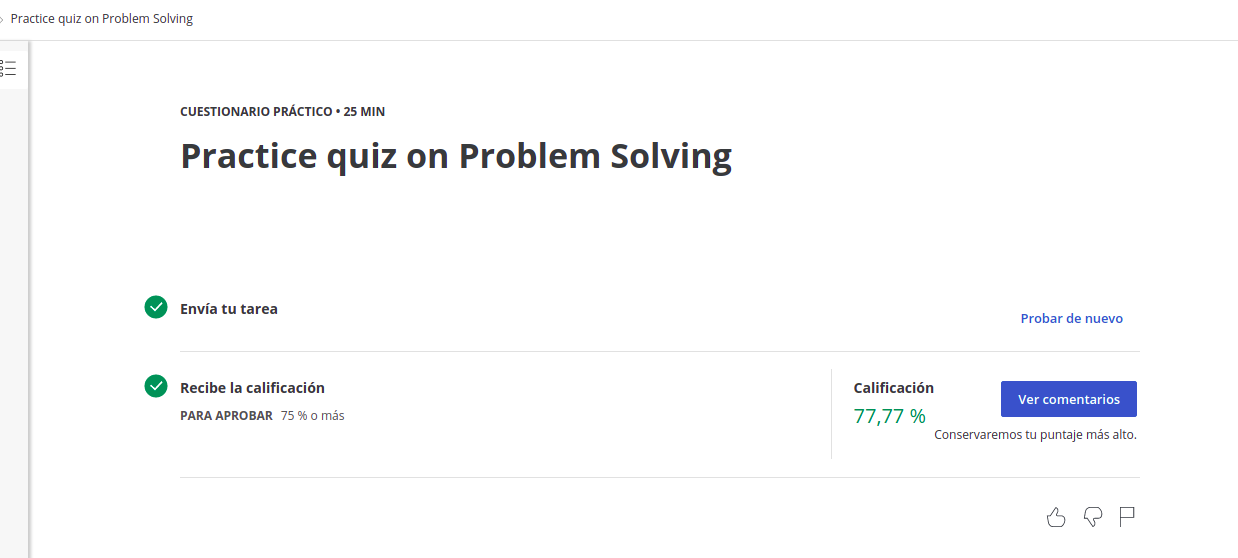 Practice quiz on Problem Solving
CUESTIONARIO PRÁCTICO • 25 MIN
Practice quiz on Problem Solving
Envía tu tarea
Probar de nuevo
Recibe la calificación
PARA APROBAR 75 % o más
Calificación
77,77 %
Ver comentarios
Conservaremos tu puntaje más alto.